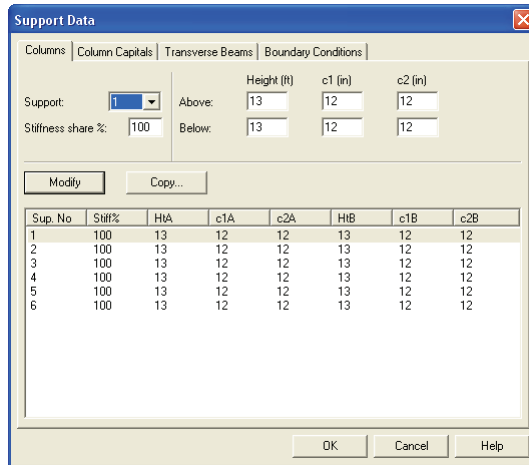 Support Data
Columns Column Capitals Transverse Beams Boundary Conditions
Height (ft) c1 (in) c2 (in)
Support: 1 Above: 13 12 12
Stiffness share %: 100 Below: 13 12 12
Modify Copy...
Sup. No Stiff% HtA c1A c2A HtB c1B c2B
1 100 13 12 12 13 12 12
2 100 13 12 12 13 12 12
3 100 13 12 12 13 12 12
4 100 13 12 12 13 12 12
5 100 13 12 12 13 12 12
6 100 13 12 12 13 12 12
OK Cancel Help